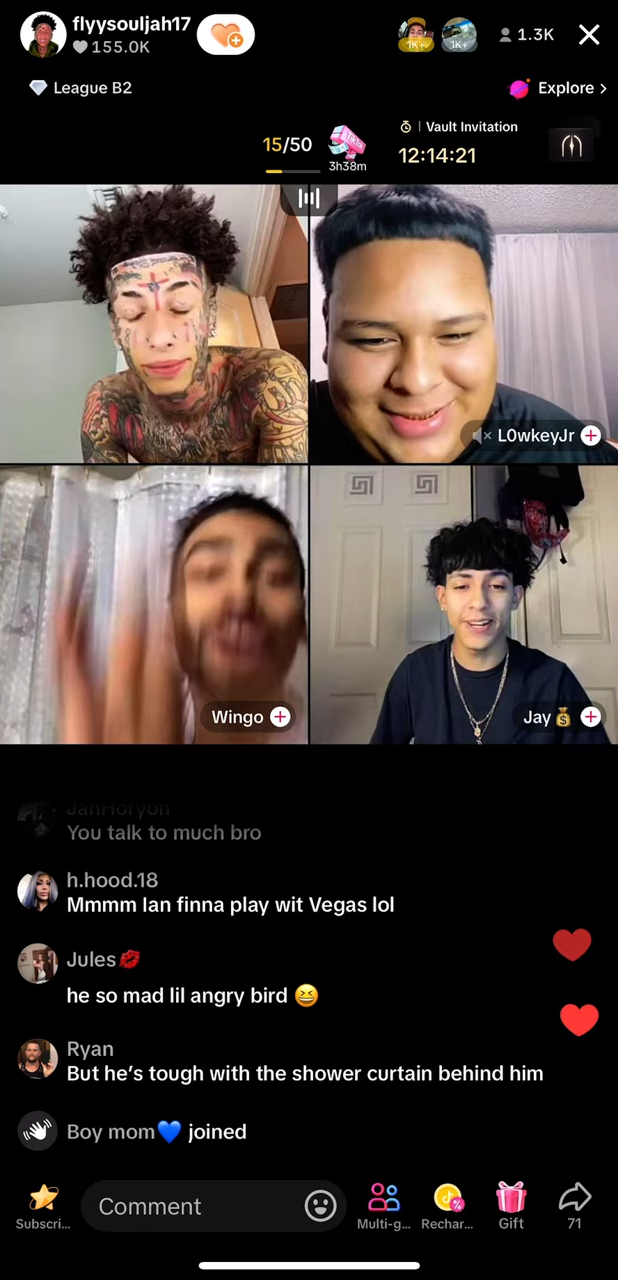 flyysouljah17
155.0K
1K+
1K+
1.3K
League B2
Explore >
15/50
3h38m
Vault Invitation
12:14:21
L0wkeyJr
Wingo
Jay💰
JanHoryon
You talk to much bro
h.hood.18
Mmmm Ian finna play wit Vegas lol
Jules💋
he so mad lil angry bird 😆
Ryan
But he's tough with the shower curtain behind him
Boy mom💙 joined
Comment
Subscri...
Multi-g...
Rechar...
Gift
71